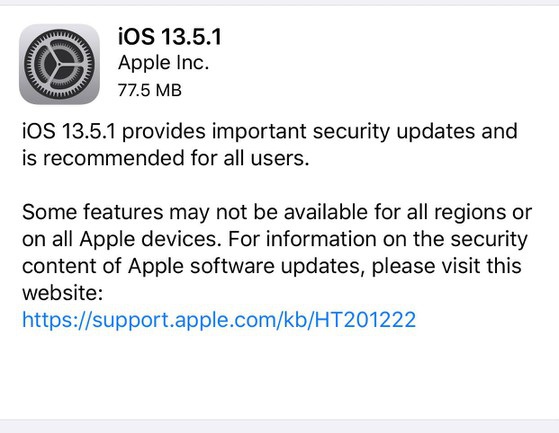 iOS 13.5.1
Apple Inc.
77.5 MB
iOS 13.5.1 provides important security updates and
is recommended for all users.
Some features may not be available for all regions or
on all Apple devices. For information on the security
content of Apple software updates, please visit this
website:
https://support.apple.com/kb/HT201222